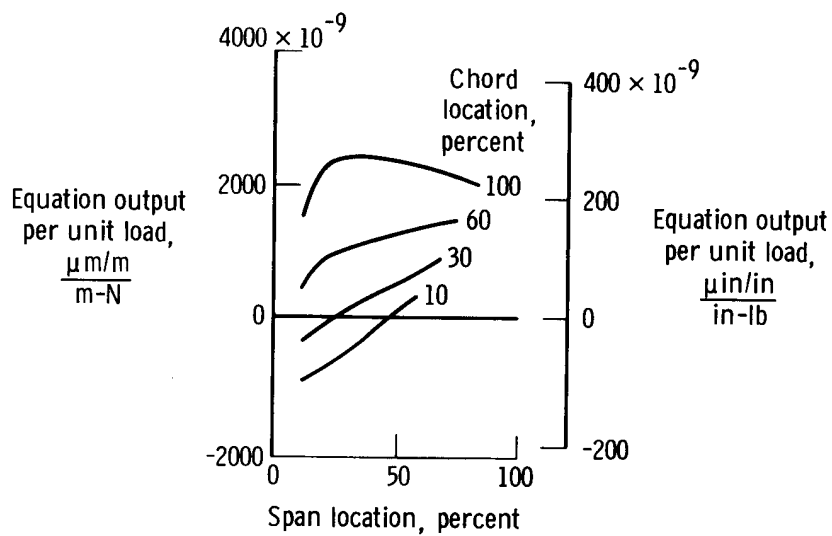 4000 × 10⁻⁹
2000
0
-2000
Equation output
per unit load,
μm/m
m-N
Chord
location,
percent
100
60
30
10
400 × 10⁻⁹
200
0
-200
Equation output
per unit load,
μin/in
in-lb
0
50
100
Span location, percent